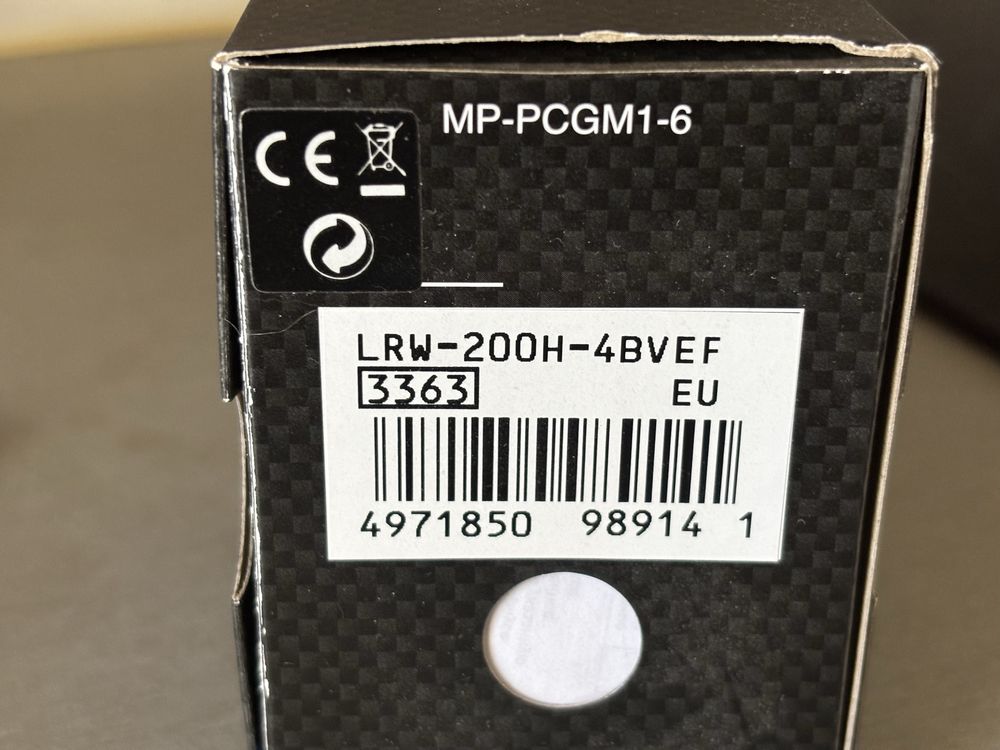 MP-PCGM1-6
CE
LRW-200H-4BVEF
3363 EU
4971850 98914 1